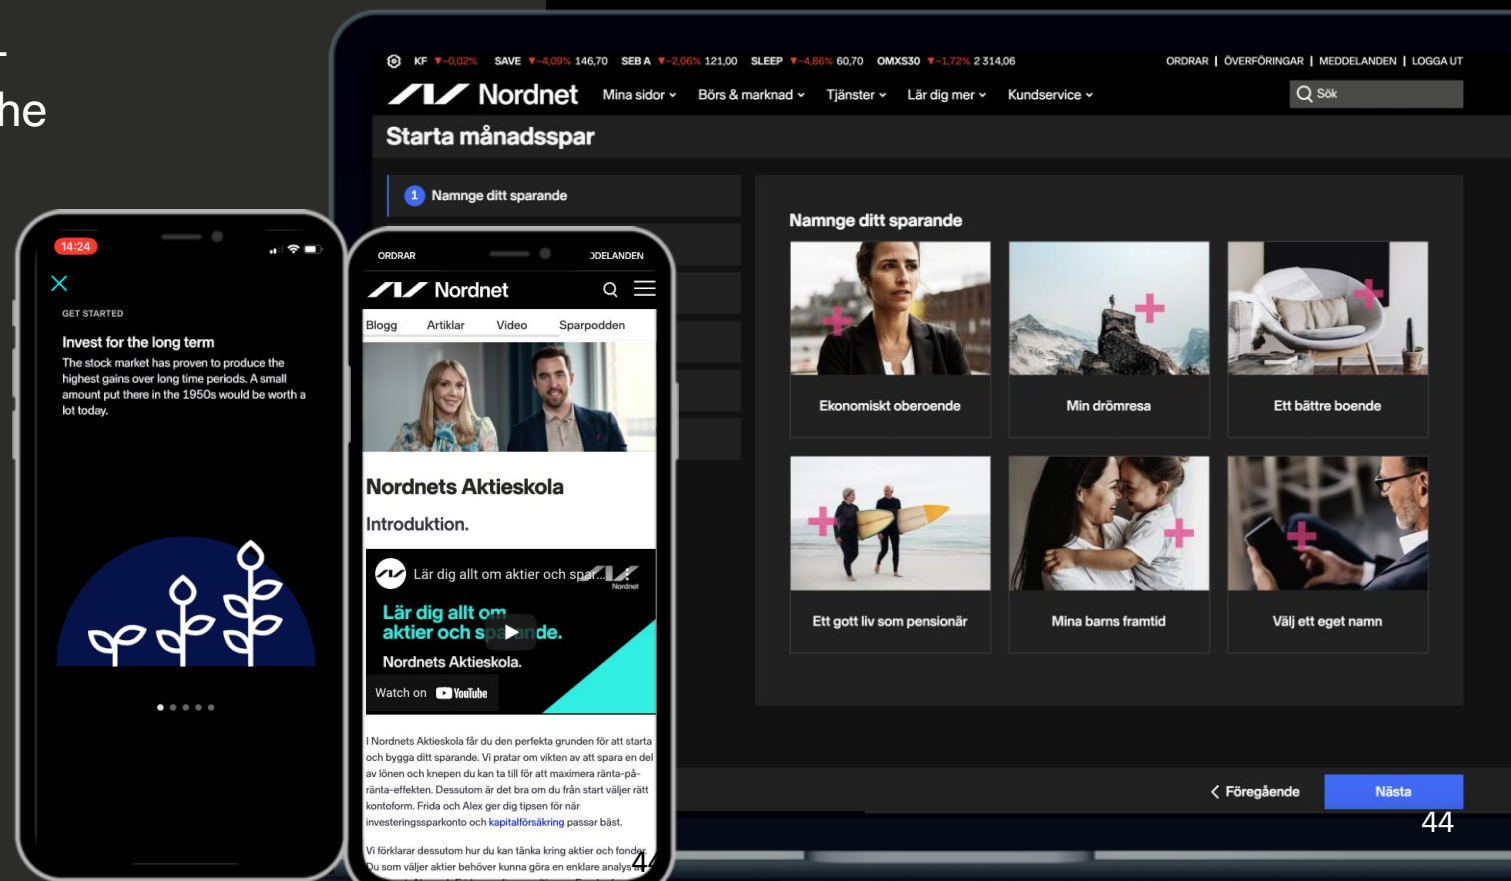 he
KF ▼-0,02% SAVE ▼-4,09% 146,70 SEB A ▼-2,06% 121,00 SLEEP ▼-4,86% 60,70 OMXS30 ▼-1,72% 2 314,06
ORDRAR | ÖVERFÖRINGAR | MEDDELANDEN | LOGGA UT
Nordnet Mina sidor Börs & marknad Tjänster Lär dig mer Kundservice
Sök
Starta månadsspar
1 Namnge ditt sparande
Namnge ditt sparande
Ekonomiskt oberoende
Min drömresa
Ett bättre boende
Ett gott liv som pensionär
Mina barns framtid
Välj ett eget namn
Föregående
Nästa
44
14:24
GET STARTED
Invest for the long term
The stock market has proven to produce the
highest gains over long time periods. A small
amount put there in the 1950s would be worth a
lot today.
ORDRAR
DDELANDEN
Nordnet
Blogg Artiklar Video Sparpodden
Nordnets Aktieskola
Introduktion.
Lär dig allt om aktier och spar...
Nordnet
Lär dig allt om
aktier och sparande.
Nordnets Aktieskola.
Watch on YouTube
I Nordnets Aktieskola får du den perfekta grunden för att starta
och bygga ditt sparande. Vi pratar om vikten av att spara en del
av lönen och knepen du kan ta till för att maximera ränta-på-
ränta-effekten. Dessutom är det bra om du från start väljer rätt
kontoform. Frida och Alex ger dig tipsen för när
investeringssparkonto och kapitalförsäkring passar bäst.
Vi förklarar dessutom hur du kan tänka kring aktier och fonder.
Du som väljer aktier behöver kunna göra en enklare analys
44